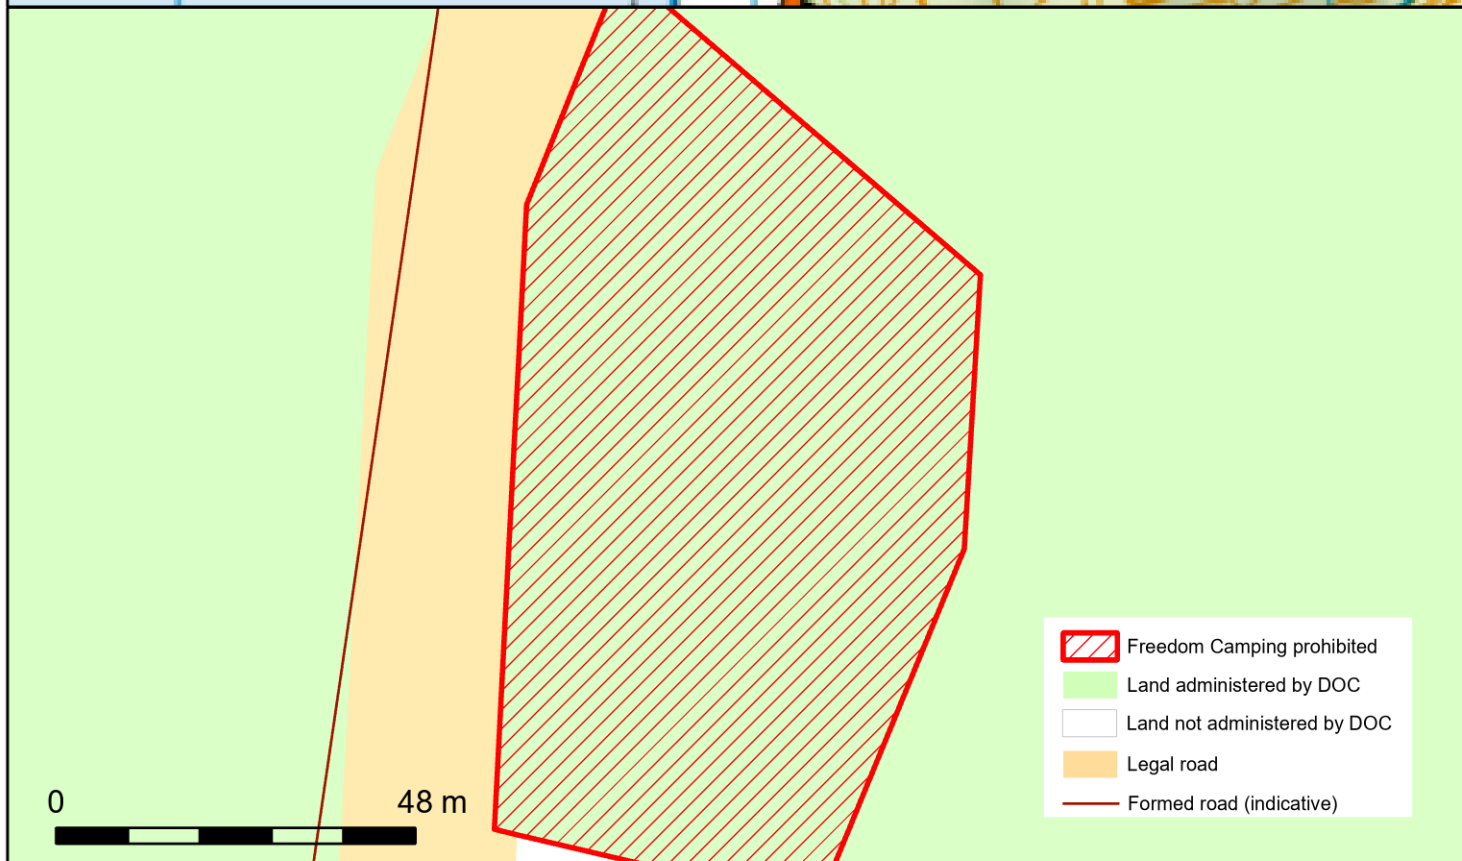 Freedom Camping prohibited
Land administered by DOC
Land not administered by DOC
Legal road
Formed road (indicative)
0 48 m